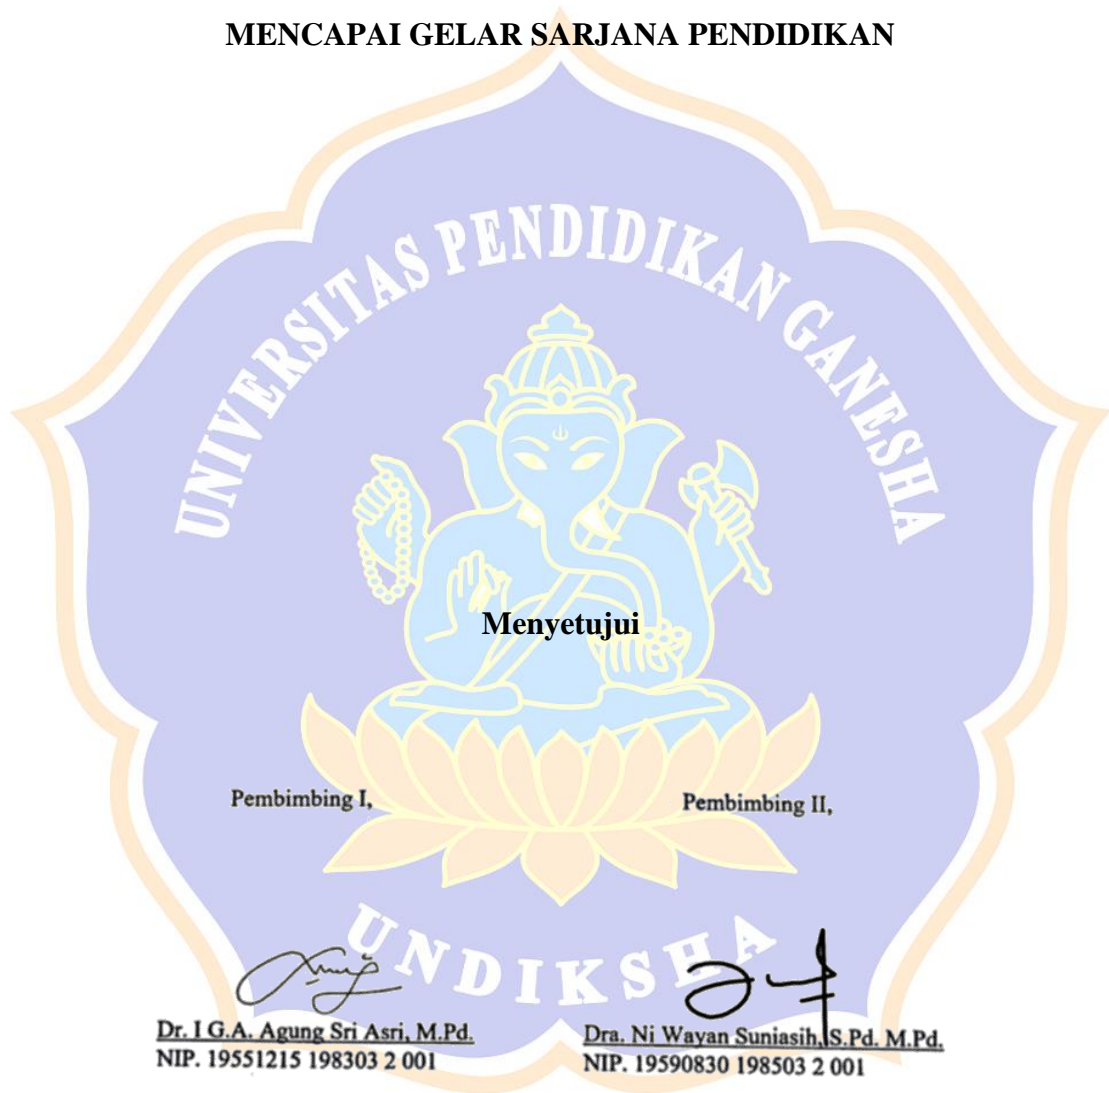 MENCAPAI GELAR SARJANA PENDIDIKAN
UNIVERSITAS PENDIDIKAN GANESHA
Menyetujui
Pembimbing I,
Pembimbing II,
UNDIKSHA
Dr. I G.A. Agung Sri Asri, M.Pd.
NIP. 19551215 198303 2 001
Dra. Ni Wayan Suniasih, S.Pd. M.Pd.
NIP. 19590830 198503 2 001